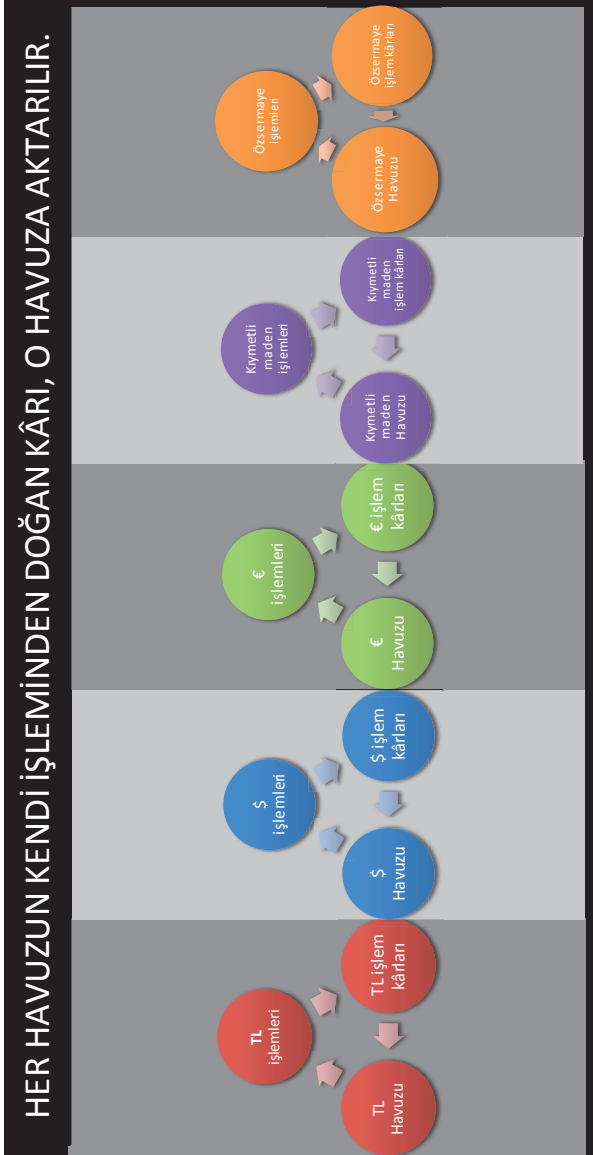 HER HAVUZUN KENDİ İŞLEMİNDEN DOĞAN KÂRI, O HAVUZA AKTARILIR.
TL
işlemleri
TL
Havuzu
TL işlem
kârları
$
işlemleri
$
Havuzu
$ işlem
kârları
€
işlemleri
€
Havuzu
€ işlem
kârları
Kıymetli
maden
işlemleri
Kıymetli
maden
Havuzu
Kıymetli
maden
işlem kârları
Özsermaye
işlemleri
Özsermaye
Havuzu
Özsermaye
işlem kârları